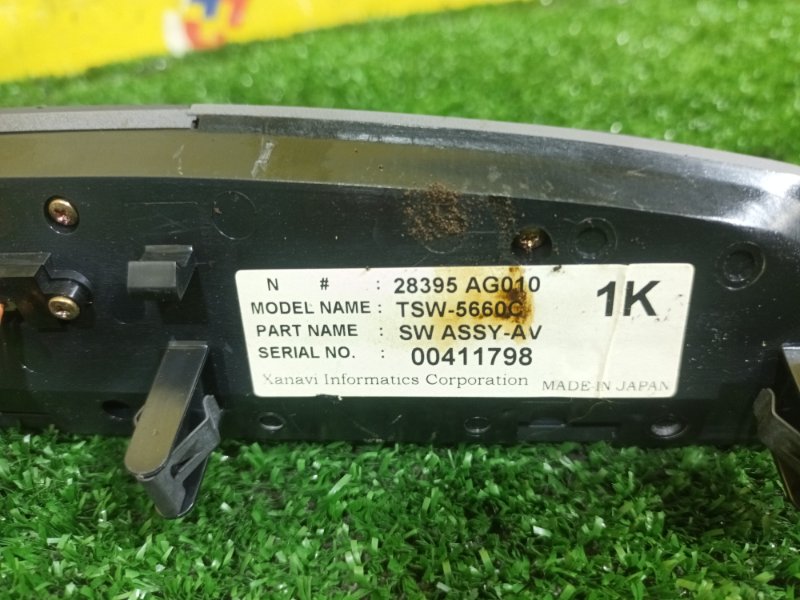 N # : 28395 AG010
MODEL NAME : TSW-5660C
PART NAME : SW ASSY-AV
SERIAL NO. : 00411798
1K
Xanavi Informatics Corporation MADE IN JAPAN